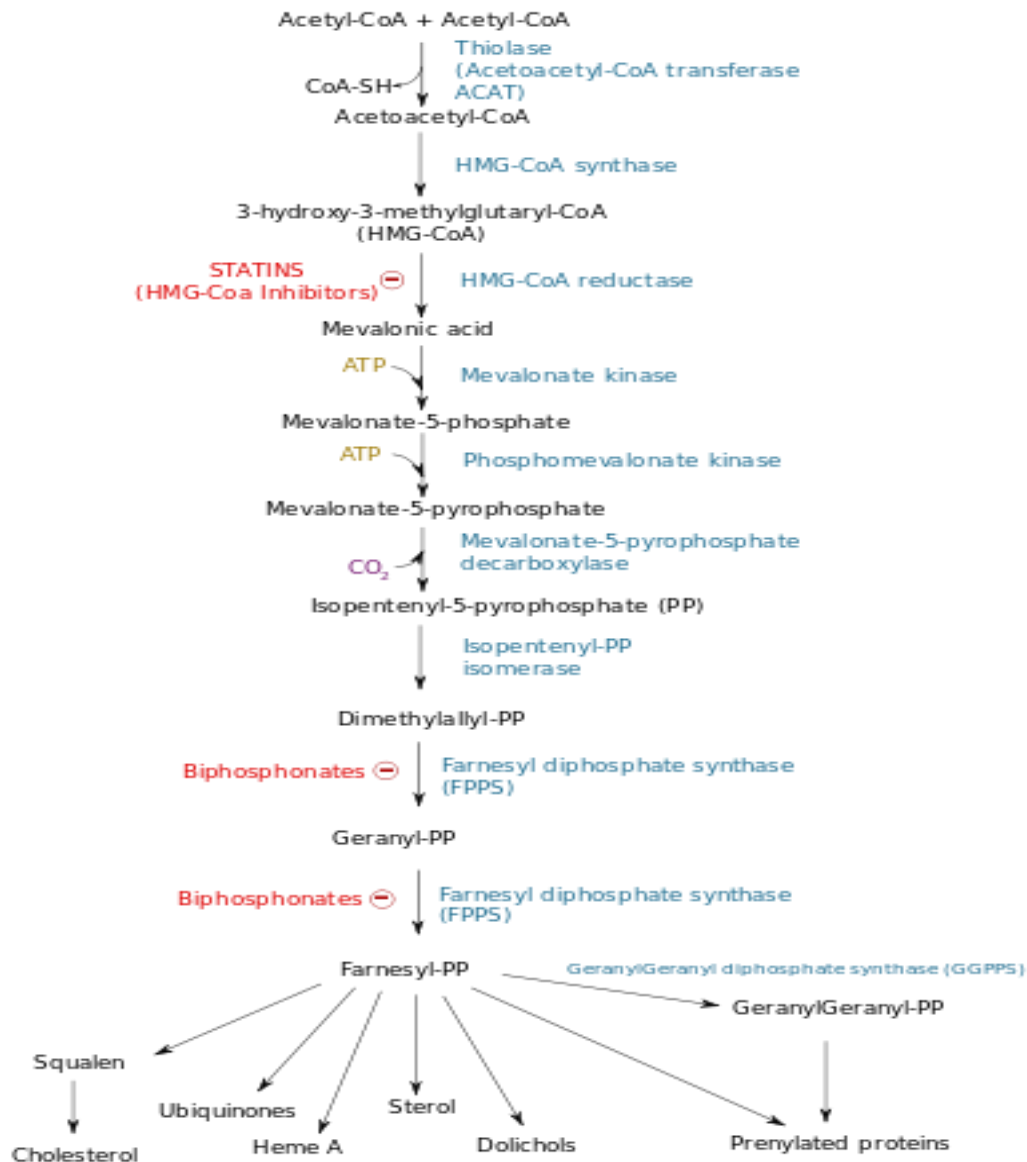 Acetyl-CoA + Acetyl-CoA
Thiolase
(Acetoacetyl-CoA transferase
ACAT)
CoA-SH
Acetoacetyl-CoA
HMG-CoA synthase
3-hydroxy-3-methylglutaryl-CoA
(HMG-CoA)
STATINS
(HMG-Coa Inhibitors)
HMG-CoA reductase
Mevalonic acid
ATP
Mevalonate kinase
Mevalonate-5-phosphate
ATP
Phosphomevalonate kinase
Mevalonate-5-pyrophosphate
Mevalonate-5-pyrophosphate
decarboxylase
CO₂
Isopentenyl-5-pyrophosphate (PP)
Isopentenyl-PP
isomerase
Dimethylallyl-PP
Biphosphonates
Farnesyl diphosphate synthase
(FPPS)
Geranyl-PP
Biphosphonates
Farnesyl diphosphate synthase
(FPPS)
Farnesyl-PP
GeranylGeranyl diphosphate synthase (GGPPS)
GeranylGeranyl-PP
Squalen
Ubiquinones
Sterol
Cholesterol
Heme A
Dolichols
Prenylated proteins